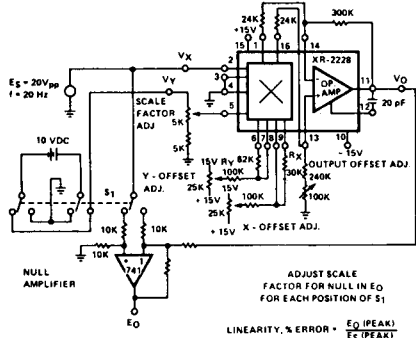 24K
24K
300K
+15V
15
1
16
14
XR-2228
VX
2
3
4
5
VY
ES = 20Vpp
f = 20 Hz
SCALE
FACTOR
ADJ.
5K
5K
OP
AMP
11
VO
12
20 pF
6
7
8
9
13
10
- 15V
10 VDC
Y - OFFSET
ADJ.
15V
RY
82K
100K
RX
30K
OUTPUT OFFSET ADJ.
240K
100K
25K
+ 15V
15V
100K
25K
+ 15V
X - OFFSET ADJ.
S1
10K
10K
10K
NULL
AMPLIFIER
+
741
EO
ADJUST SCALE
FACTOR FOR NULL IN EO
FOR EACH POSITION OF S1
LINEARITY, % ERROR = EO (PEAK)
ES (PEAK)